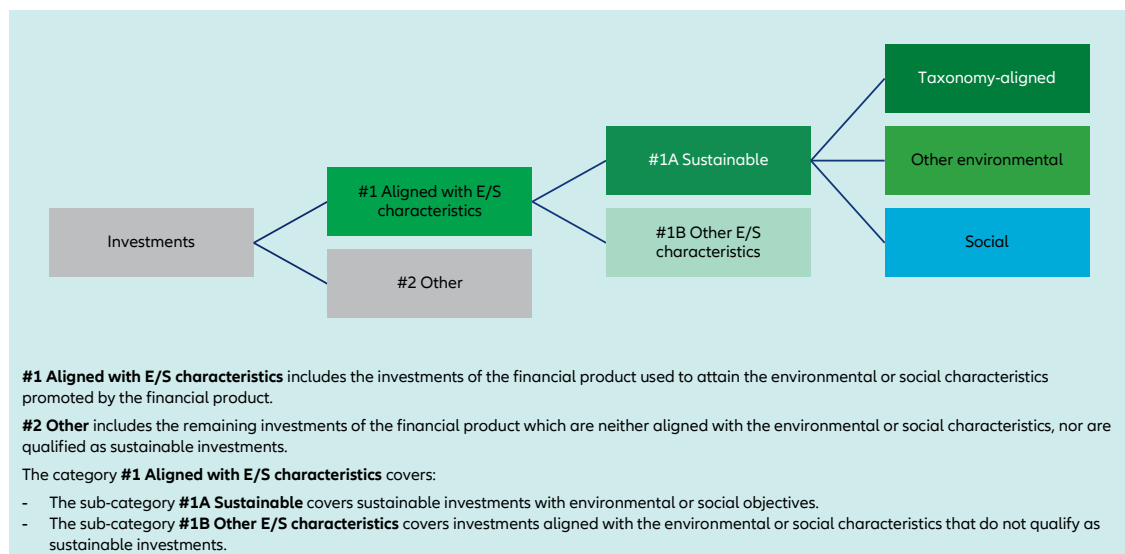 Taxonomy-aligned
#1A Sustainable
Other environmental
#1 Aligned with E/S
characteristics
#1B Other E/S
characteristics
Investments
Social
#2 Other
#1 Aligned with E/S characteristics includes the investments of the financial product used to attain the environmental or social characteristics
promoted by the financial product.
#2 Other includes the remaining investments of the financial product which are neither aligned with the environmental or social characteristics, nor are
qualified as sustainable investments.
The category #1 Aligned with E/S characteristics covers:
- The sub-category #1A Sustainable covers sustainable investments with environmental or social objectives.
- The sub-category #1B Other E/S characteristics covers investments aligned with the environmental or social characteristics that do not qualify as
sustainable investments.